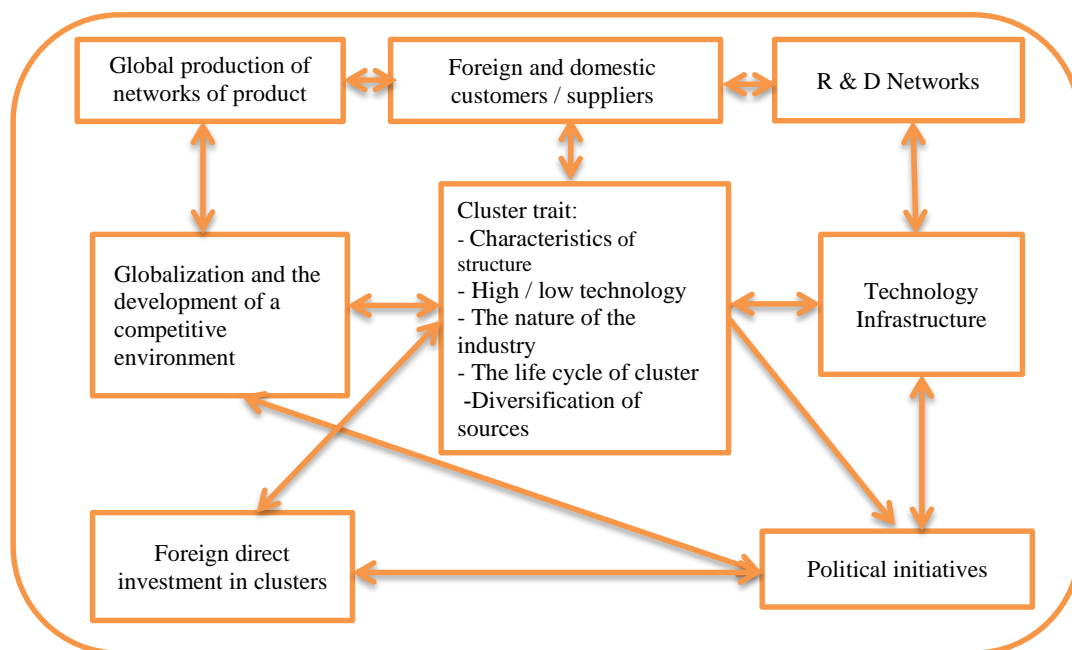 Global production of
networks of product
Foreign and domestic
customers / suppliers
R & D Networks
Cluster trait:
- Characteristics of
structure
- High / low technology
- The nature of the
industry
- The life cycle of cluster
-Diversification of
sources
Globalization and the
development of a
competitive
environment
Technology
Infrastructure
Foreign direct
investment in clusters
Political initiatives